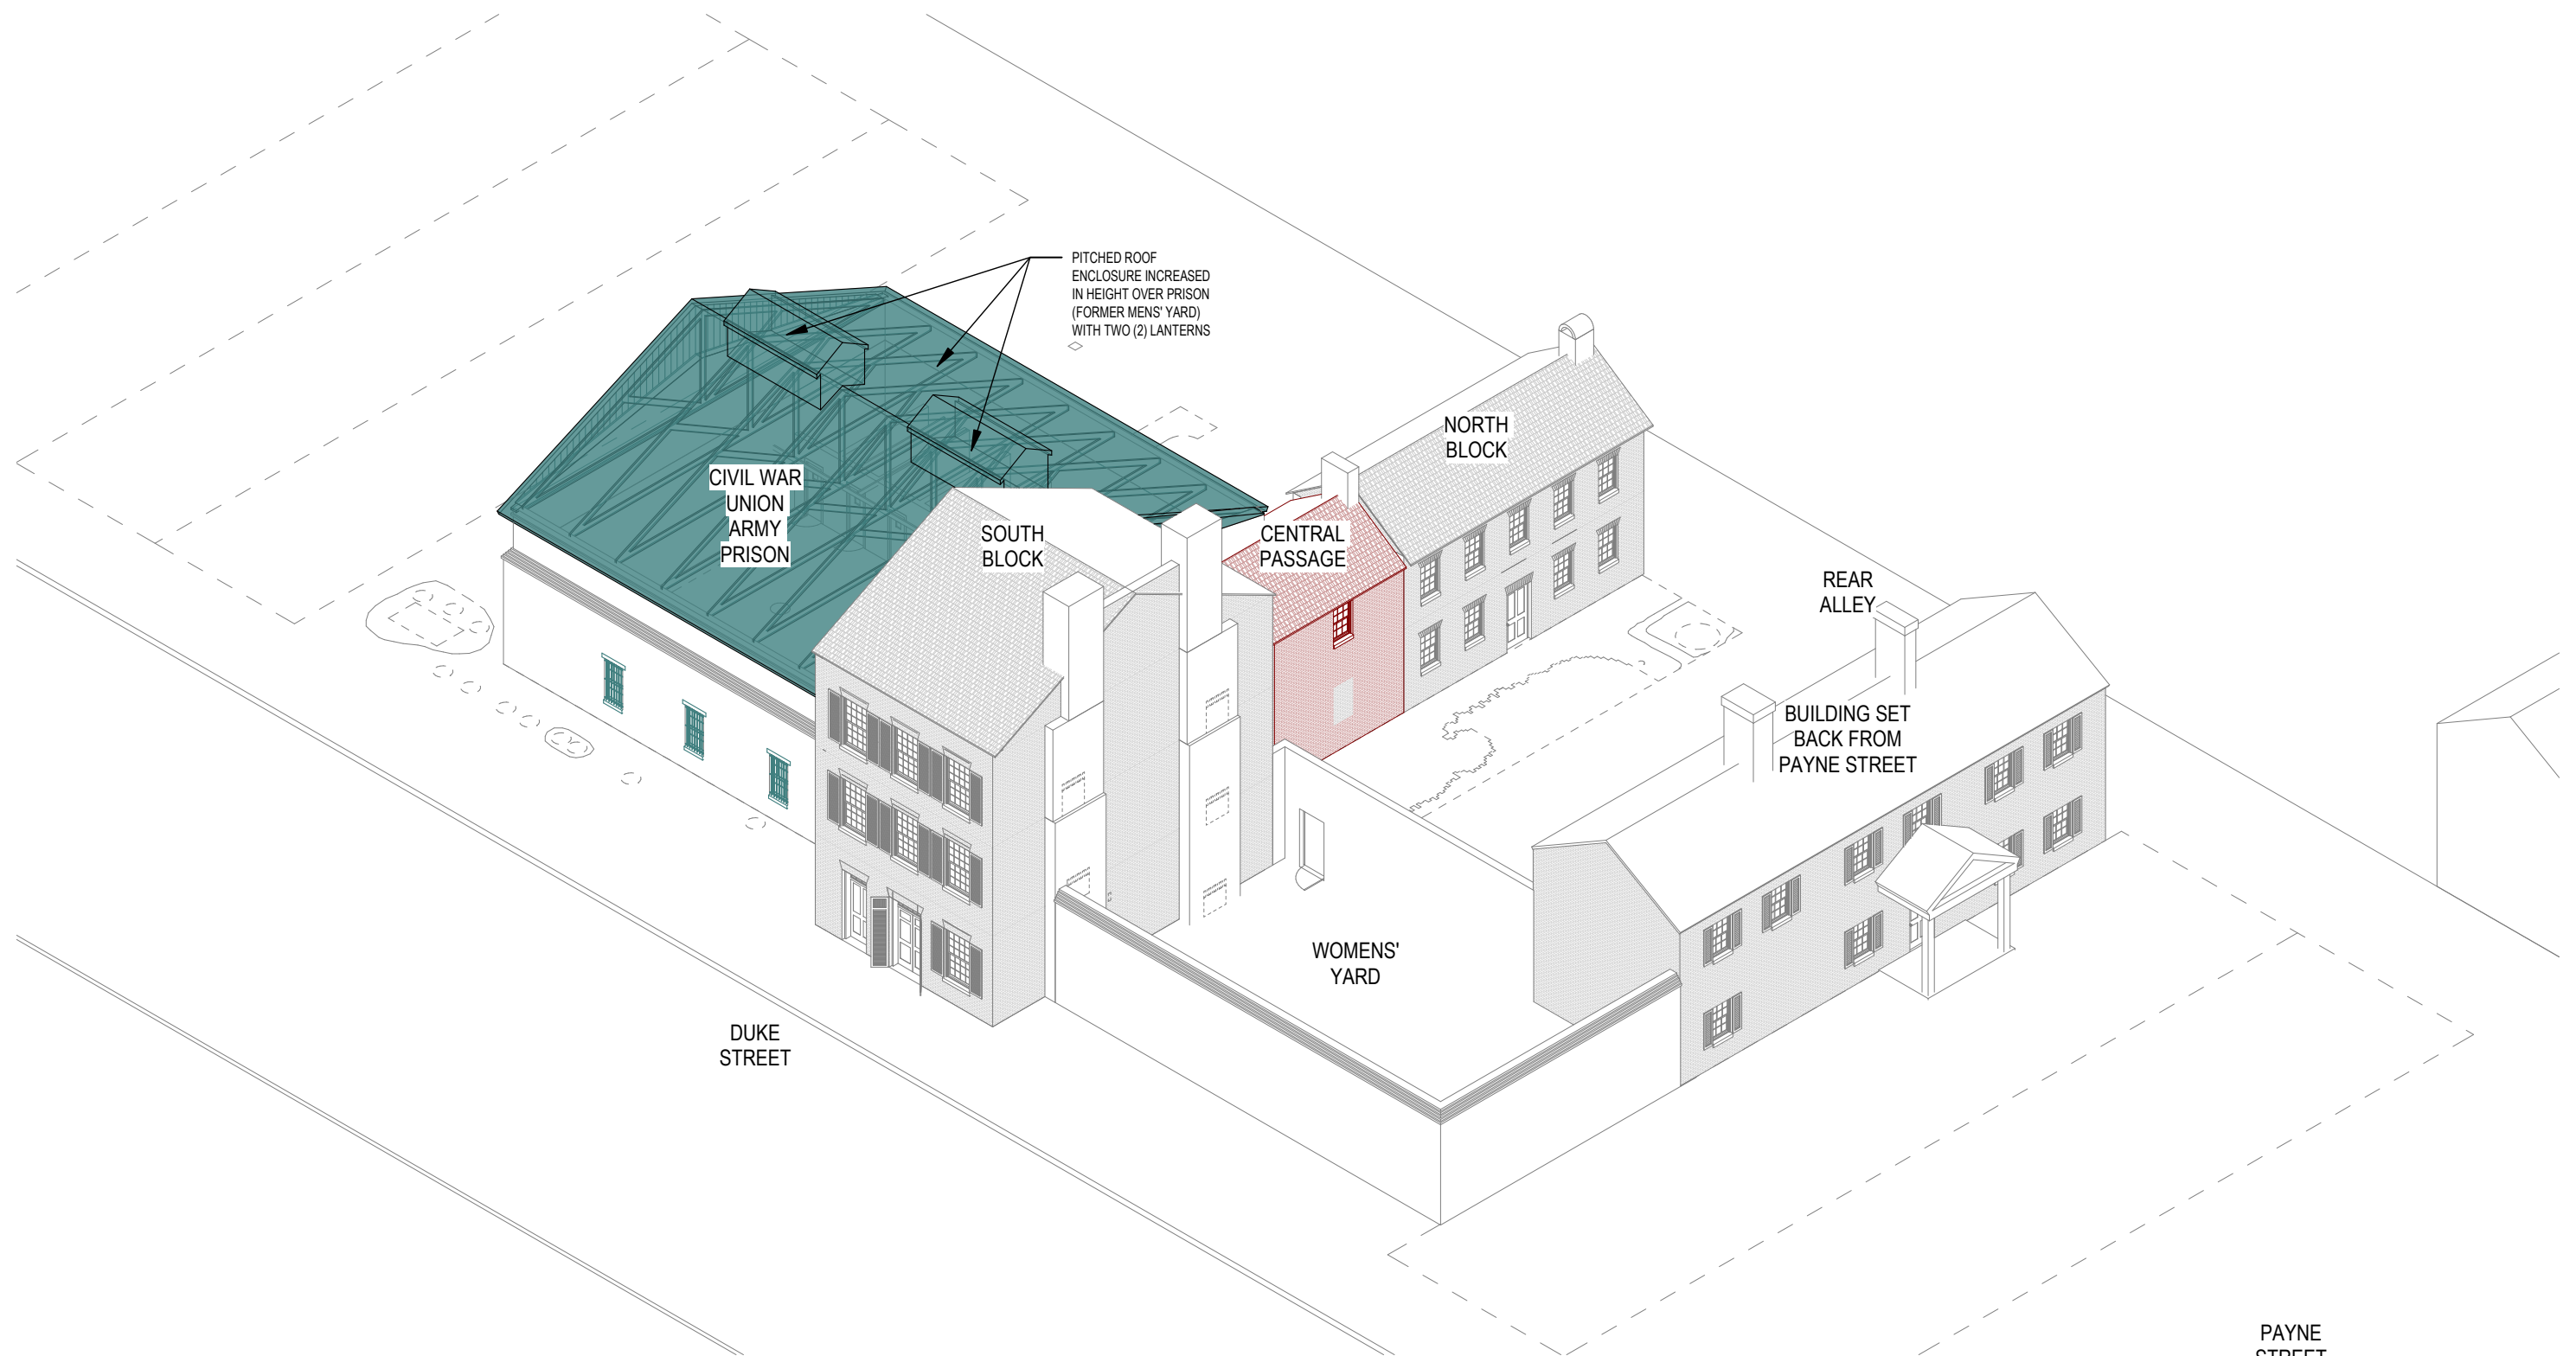 PITCHED ROOF
ENCLOSURE INCREASED
IN HEIGHT OVER PRISON
(FORMER MENS' YARD)
WITH TWO (2) LANTERNS
NORTH
BLOCK
CIVIL WAR
UNION
ARMY
PRISON
SOUTH
BLOCK
CENTRAL
PASSAGE
REAR
ALLEY
BUILDING SET
BACK FROM
PAYNE STREET
WOMENS'
YARD
DUKE
STREET
PAYNE
STREET